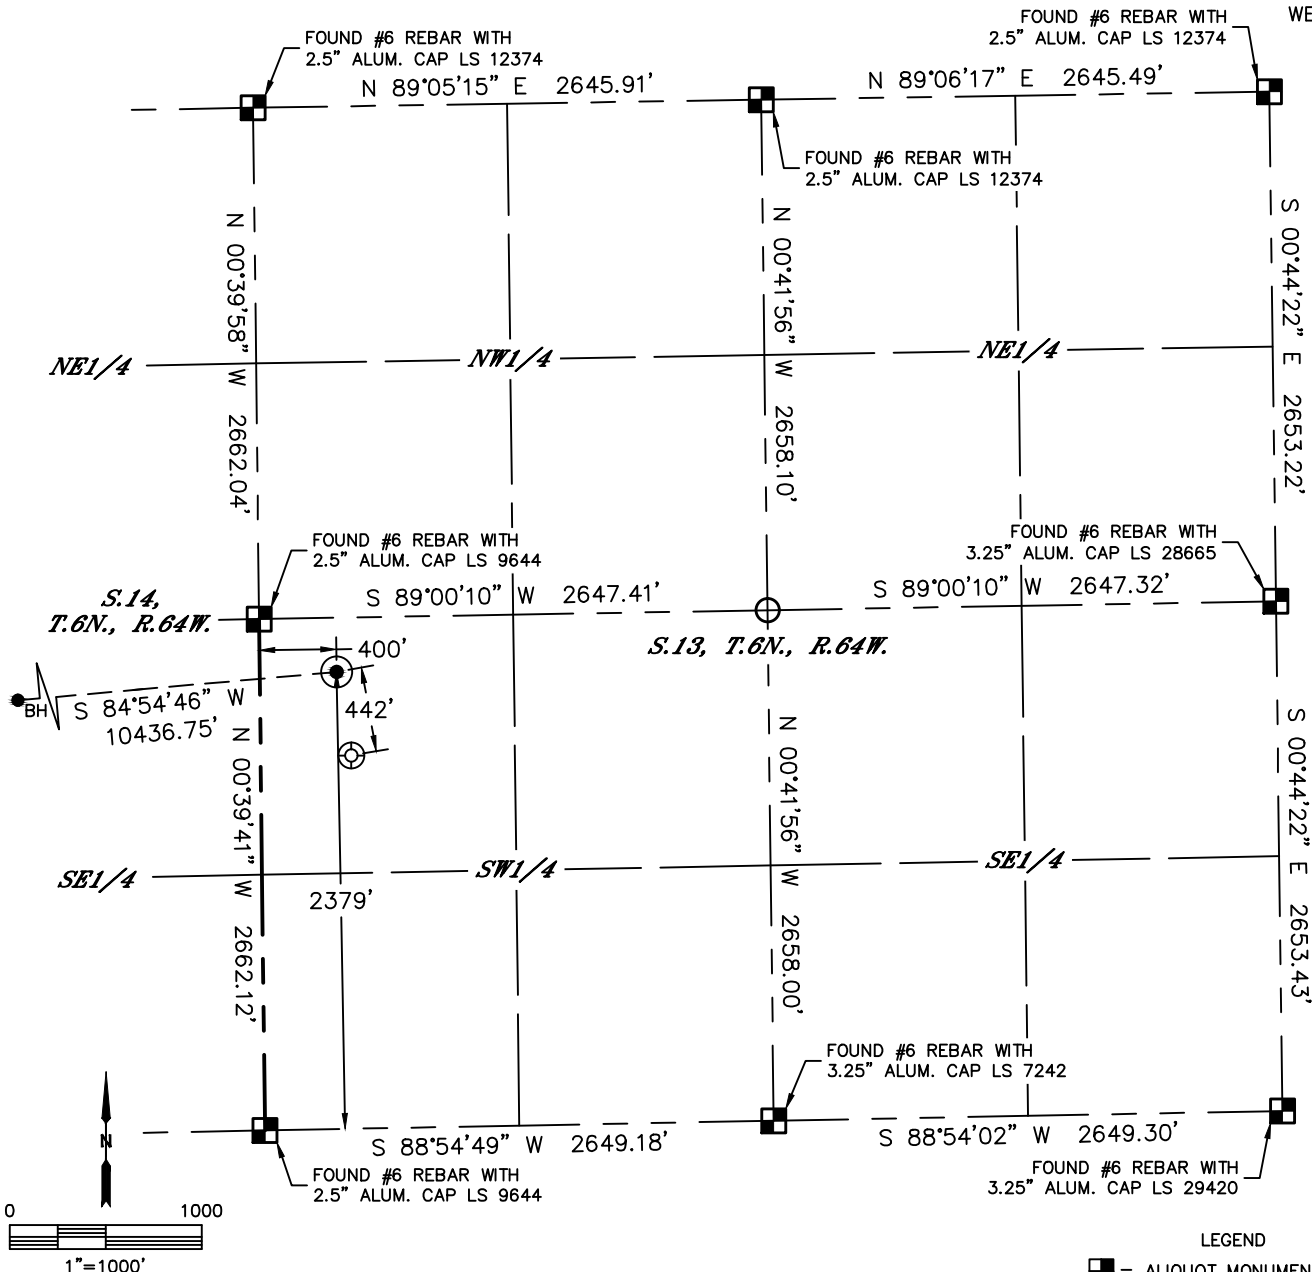 WE
FOUND #6 REBAR WITH
2.5" ALUM. CAP LS 12374
FOUND #6 REBAR WITH
2.5" ALUM. CAP LS 12374
N 89°05'15" E 2645.91'
N 89°06'17" E 2645.49'
FOUND #6 REBAR WITH
2.5" ALUM. CAP LS 12374
N 00°39'58" W 2662.04'
N 00°41'56" W 2658.10'
S 00°44'22" E 2653.22'
NE1/4
NW1/4
NE1/4
FOUND #6 REBAR WITH
2.5" ALUM. CAP LS 9644
FOUND #6 REBAR WITH
3.25" ALUM. CAP LS 28665
S.14,
T.6N., R.64W.
S 89°00'10" W 2647.41'
S 89°00'10" W 2647.32'
S.13, T.6N., R.64W.
400'
BH
S 84°54'46" W
10436.75'
442'
N 00°39'41" W 2662.12'
N 00°41'56" W 2658.00'
S 00°44'22" E 2653.43'
SE1/4
SW1/4
SE1/4
2379'
FOUND #6 REBAR WITH
3.25" ALUM. CAP LS 7242
N
S 88°54'49" W 2649.18'
S 88°54'02" W 2649.30'
FOUND #6 REBAR WITH
2.5" ALUM. CAP LS 9644
FOUND #6 REBAR WITH
3.25" ALUM. CAP LS 29420
0 1000
1"=1000'
LEGEND
= ALIQUOT MONUMEN